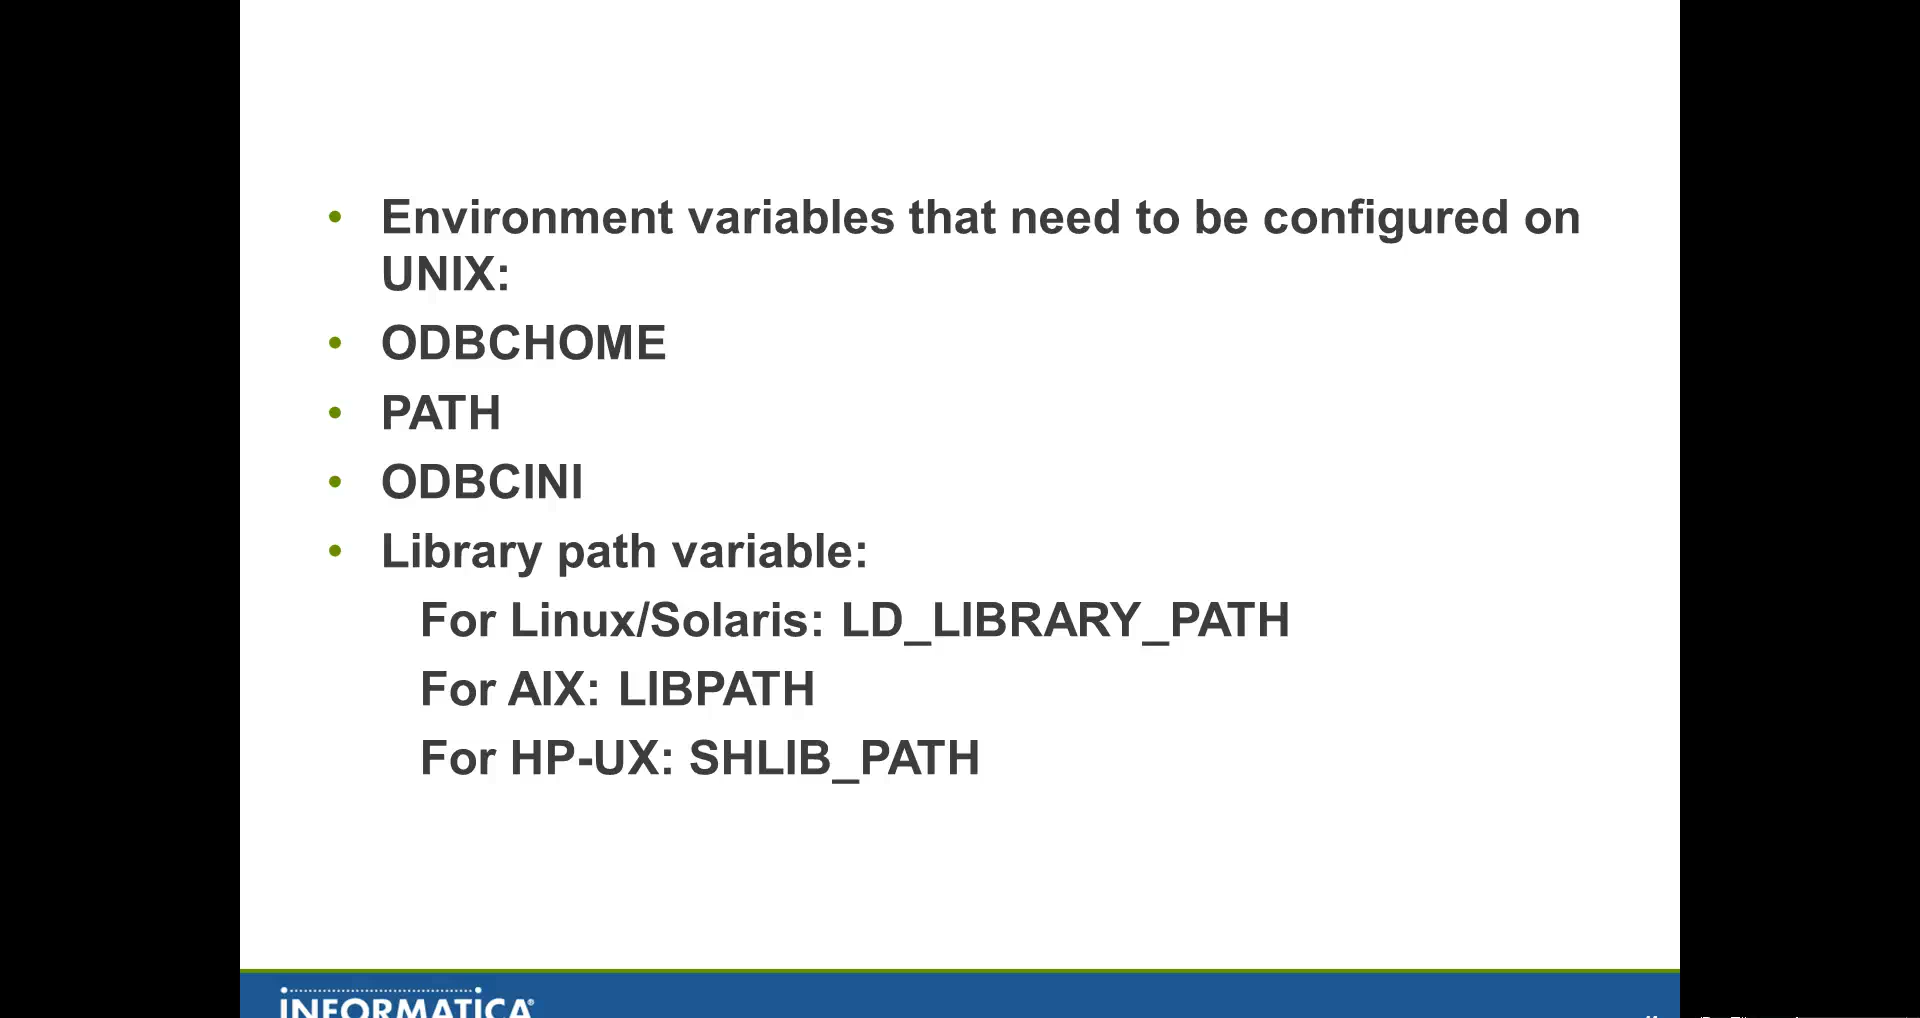 • Environment variables that need to be configured on
UNIX:
• ODBCHOME
• PATH
• ODBCINI
• Library path variable:
For Linux/Solaris: LD_LIBRARY_PATH
For AIX: LIBPATH
For HP-UX: SHLIB_PATH
INFORMATICA®